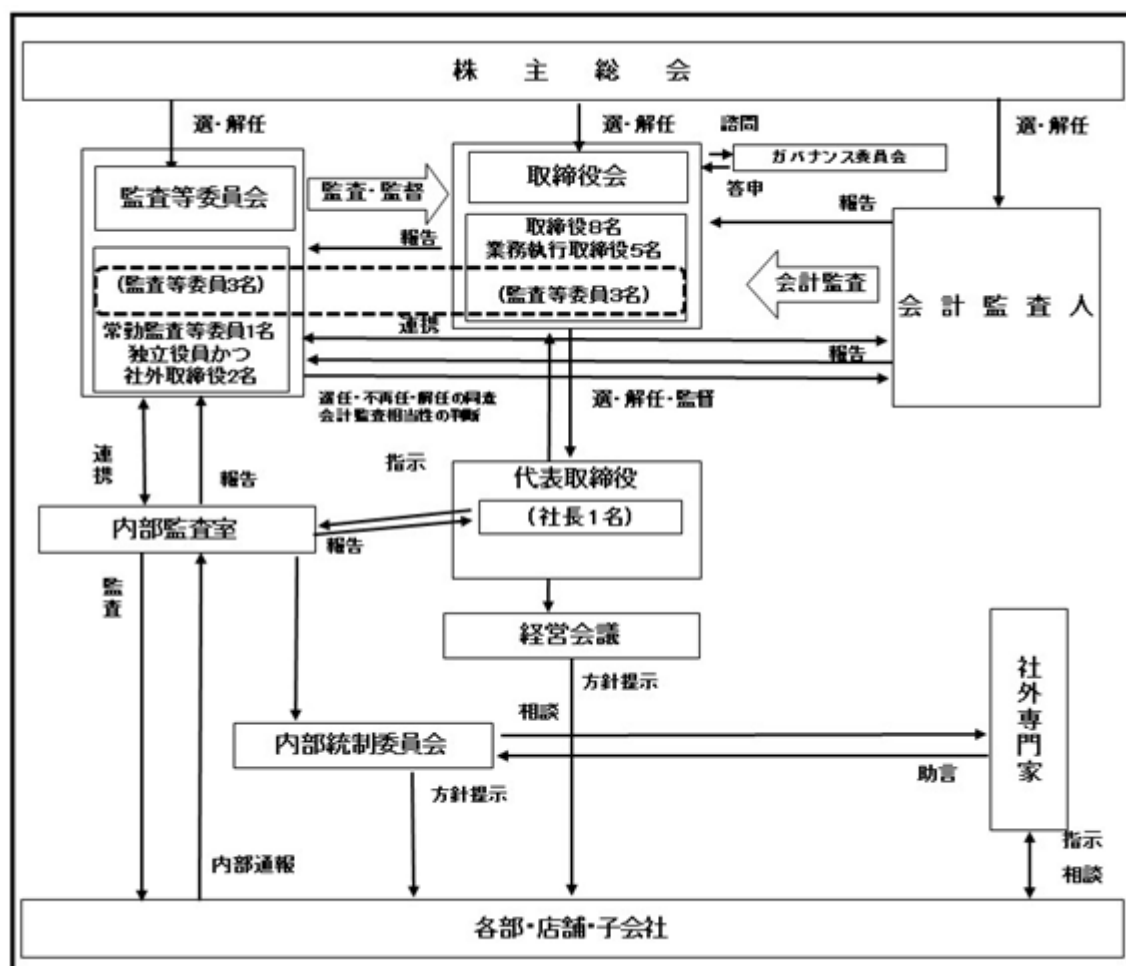 株主総会
選・解任
選・解任
諮問
選・解任
ガバナンス委員会
答申
監査等委員会
監査・監督
取締役会
報告
報告
取締役8名
業務執行取締役5名
(監査等委員3名)
(監査等委員3名)
会計監査
会計監査人
常勤監査等委員1名
独立役員かつ
社外取締役2名
連携
報告
選任・不再任・解任の同意
会計監査相当性の判断
選・解任・監督
連携
報告
指示
代表取締役
(社長1名)
内部監査室
報告
監査
経営会議
方針提示
社外専門家
相談
内部統制委員会
助言
方針提示
内部通報
指示
相談
各部・店舗・子会社